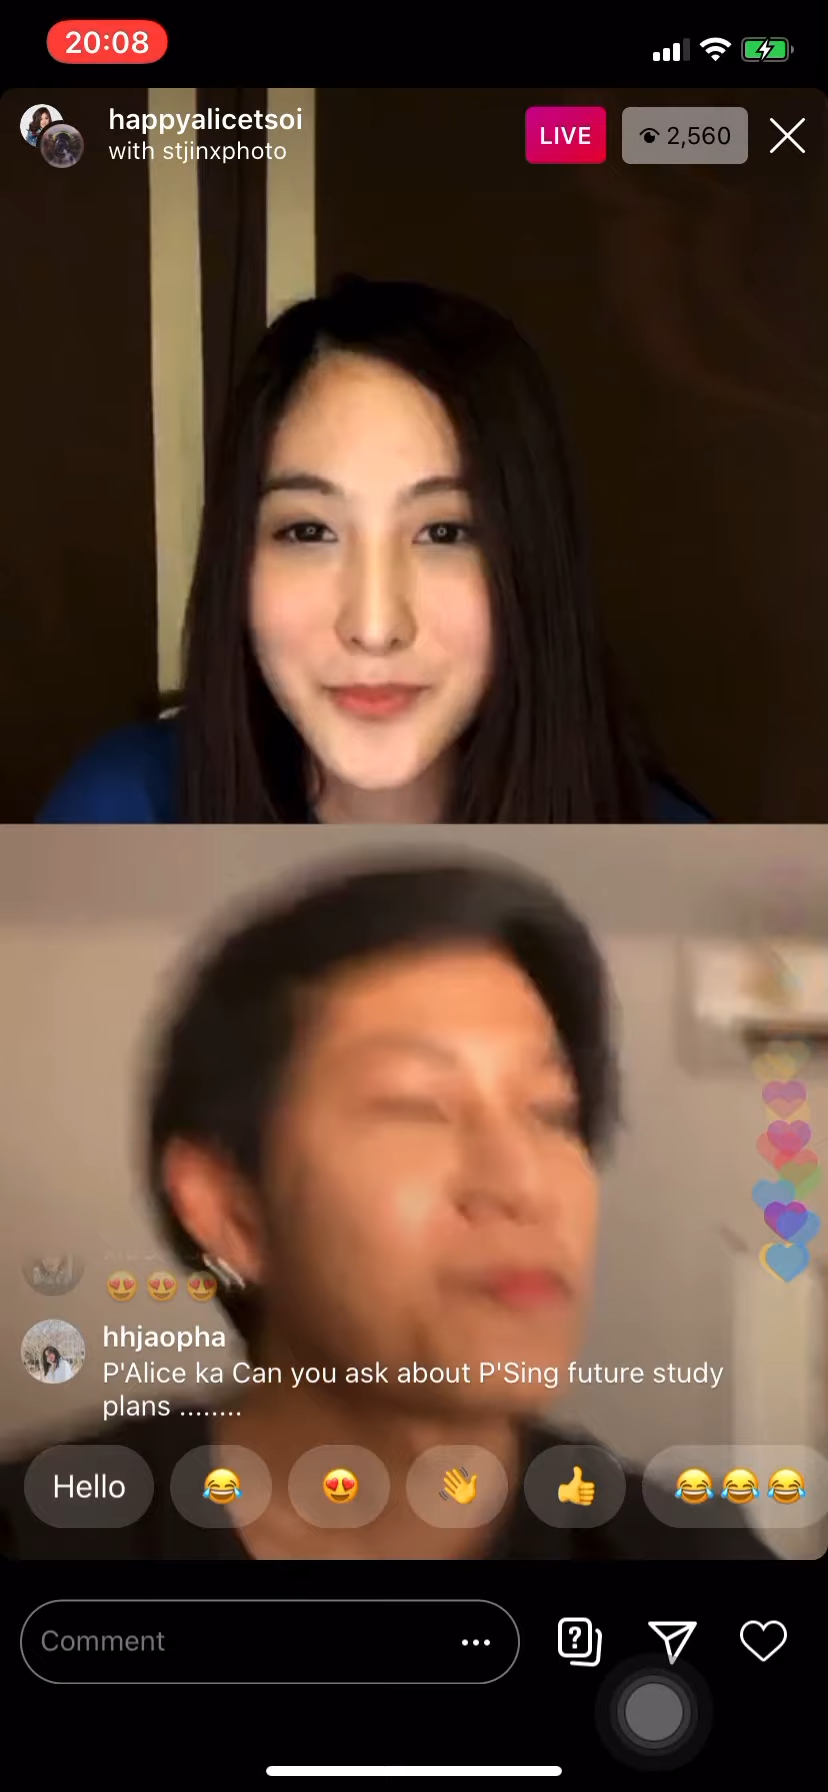 20:08
happyalicetsoi
with stjinxphoto
LIVE
2,560
hhjaopha
P'Alice ka Can you ask about P'Sing future study
plans ........
Hello
Comment